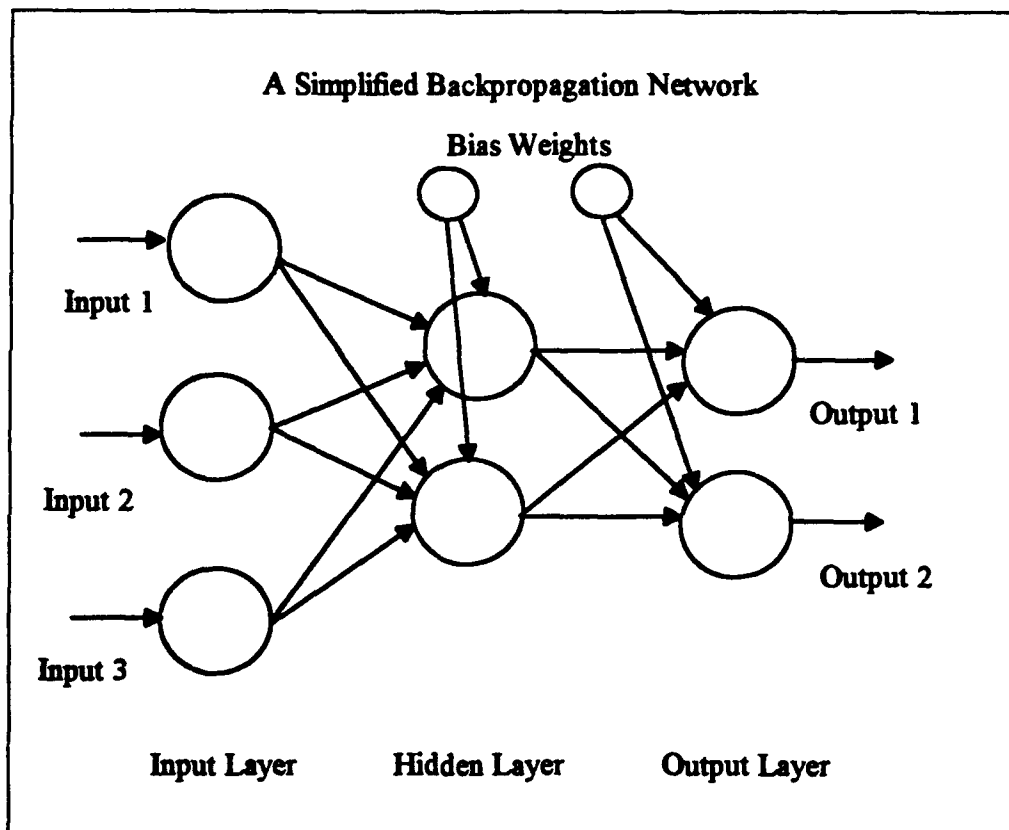 A Simplified Backpropagation Network
Bias Weights
Input 1
Output 1
Input 2
Output 2
Input 3
Input Layer
Hidden Layer
Output Layer